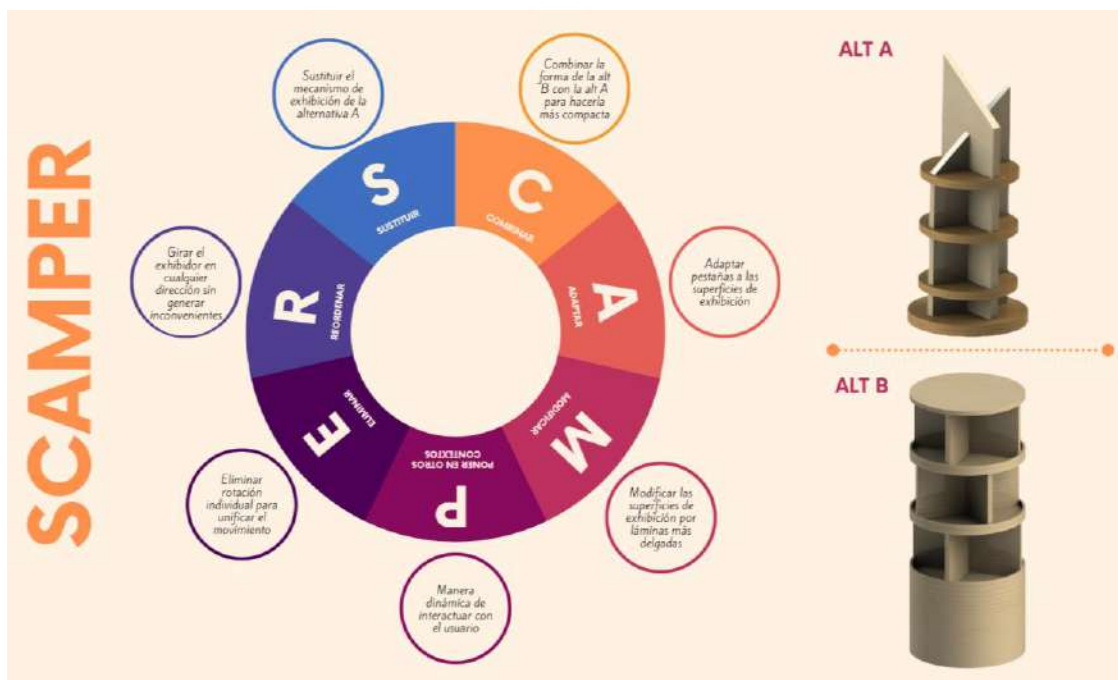 SCAMPER
Sustituir el
mecanismo de
exhibición de la
alternativa A
Combinar la
forma de la alt
B con la alt A
para hacerla
más compacta
Adaptar
pestañas a las
superficies de
exhibición
Modificar las
superficies de
exhibición por
láminas más
delgadas
Manera
dinámica de
interactuar con
el usuario
Eliminar
rotación
individual para
unificar el
movimiento
Girar el
exhibidor en
cualquier
dirección sin
generar
inconvenientes
S
SUSTITUIR
C
COMBINAR
A
ADAPTAR
M
MODIFICAR
P
PONER EN OTROS
CONTEXTOS
E
ELIMINAR
R
REORDENAR
ALT A
ALT B